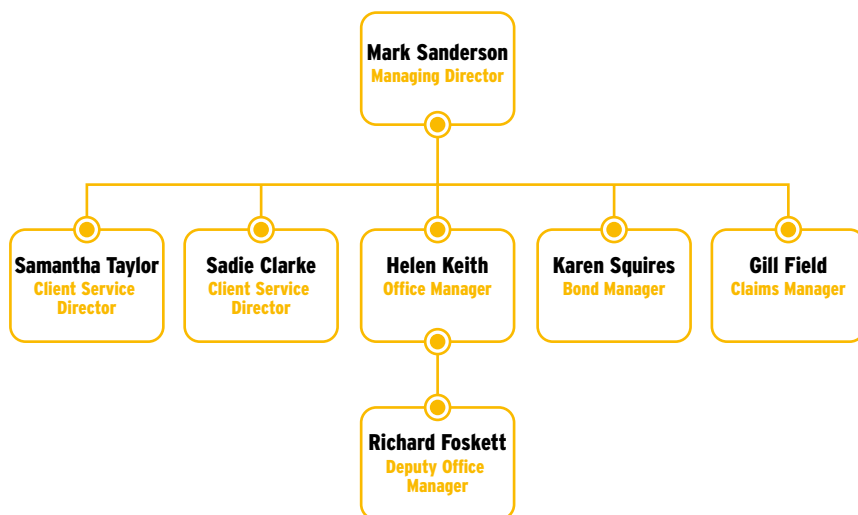 Mark Sanderson
Managing Director
Samantha Taylor
Client Service
Director
Sadie Clarke
Client Service
Director
Helen Keith
Office Manager
Karen Squires
Bond Manager
Gill Field
Claims Manager
Richard Foskett
Deputy Office
Manager